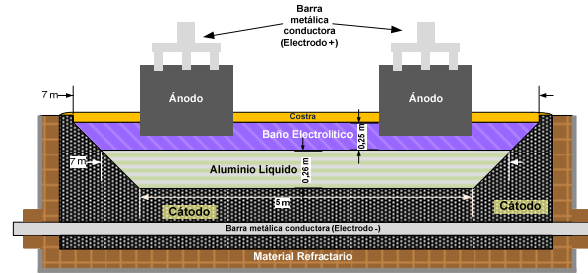 Barra
metálica
conductora
(Electrodo +)
7 m
Ánodo
Ánodo
Costra
Baño Electrolítico
0,25 m
7 m
Aluminio Líquido
0,26 m
5 m
Cátodo
Cátodo
Barra metálica conductora (Electrodo -)
Material Refractario